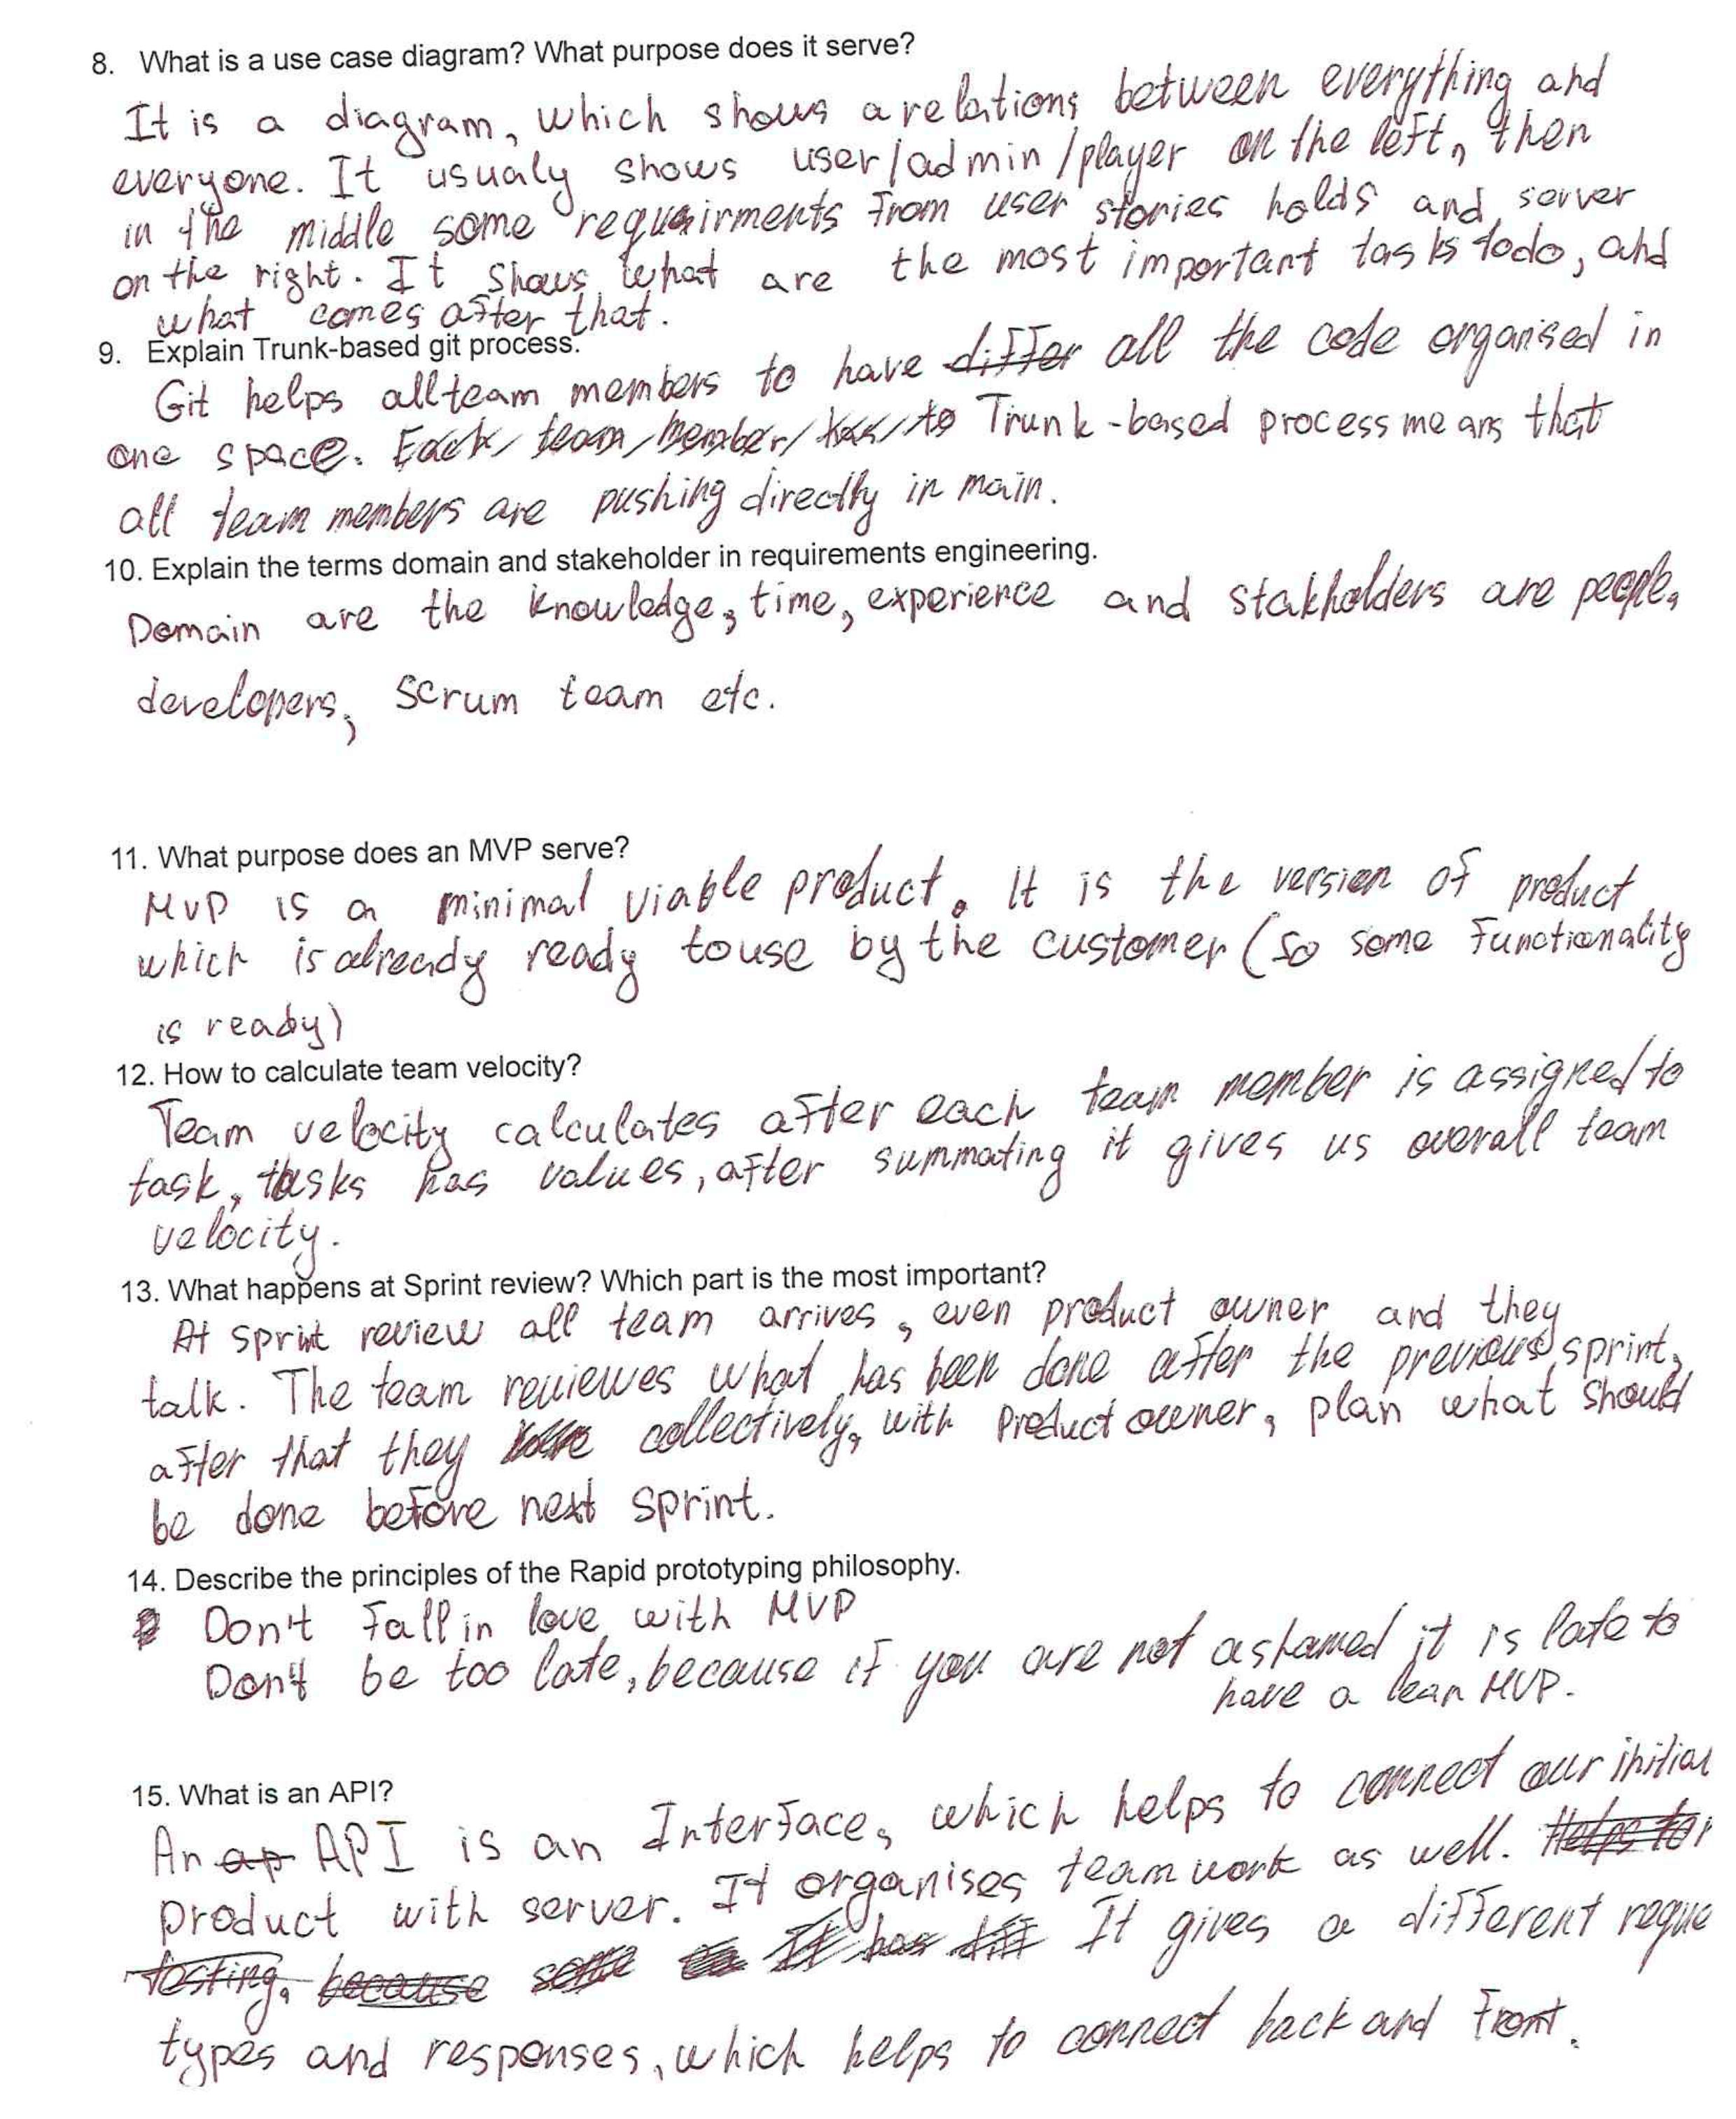 8. What is a use case diagram? What purpose does it serve?
It is a diagram, which shows a relations between everything and
everyone. It usualy shows user/admin/player on the left, then
in the middle some requirments from user stories holds and server
on the right. It shows what are the most important tasks todo, and
what comes after that.
9. Explain Trunk-based git process.
Git helps all team members to have differ all the code organised in
one space. Each team member has to Trunk-based process means that
all team members are pushing directly in main.
10. Explain the terms domain and stakeholder in requirements engineering.
Domain are the knowledge, time, experience and stakholders are people,
developers, scrum team etc.
11. What purpose does an MVP serve?
MVP is a minimal viable product. It is the version of product
which is already ready to use by the customer (so some functionality
is ready)
12. How to calculate team velocity?
Team velocity calculates after each team member is assigned to
task, tasks has values, after summating it gives us overall team
velocity.
13. What happens at Sprint review? Which part is the most important?
At sprint review all team arrives, even product owner and they
talk. The team reviewes what has been done after the previous sprint,
after that they collectively, with Product owner, plan what should
be done before next sprint.
14. Describe the principles of the Rapid prototyping philosophy.
Don't fall in love with MVP
Don't be too late, because if you are not ashamed it is late to
have a lean MVP.
15. What is an API?
An ap API is an Interface, which helps to connect our initial
product with server. It organises team work as well. Helps for
testing, because some It has diff It gives a different reque
types and responses, which helps to connect back and front.